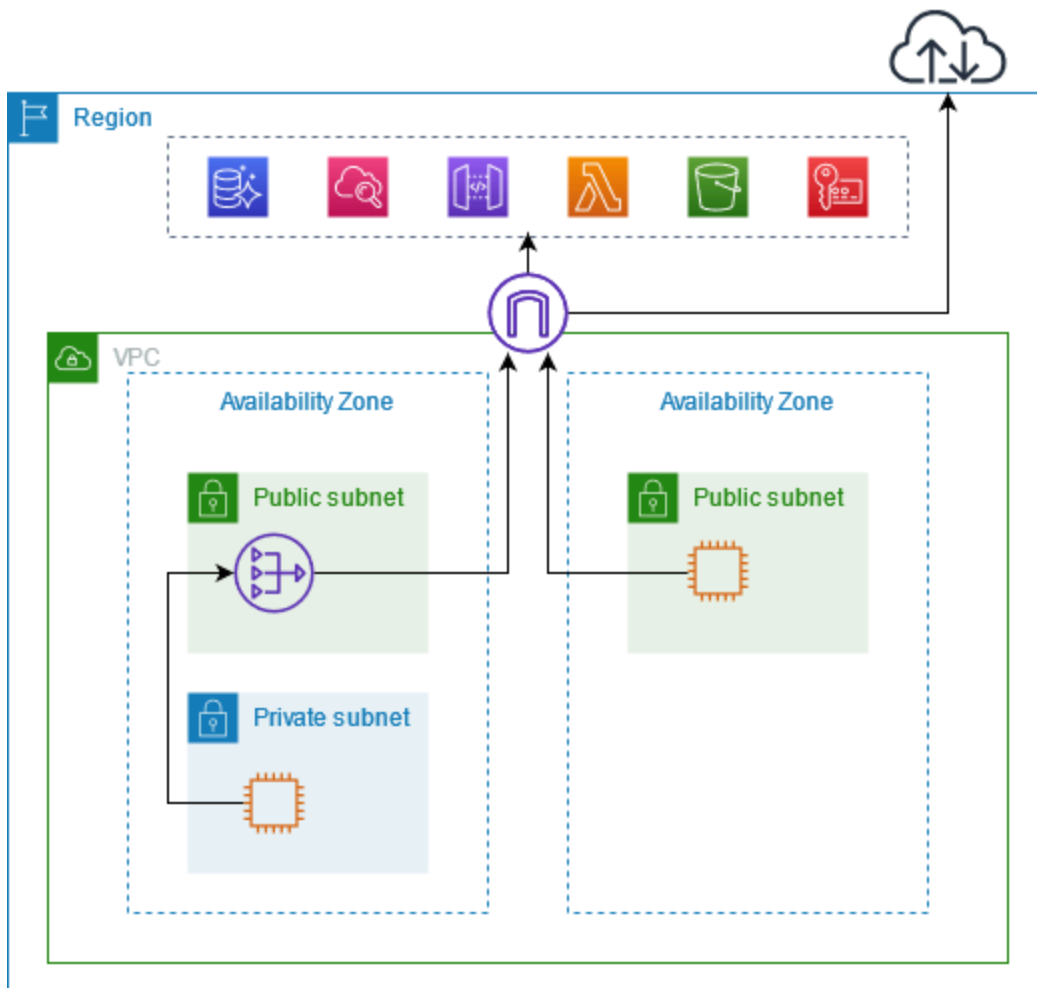 Region
VPC
Availability Zone
Availability Zone
Public subnet
Public subnet
Private subnet